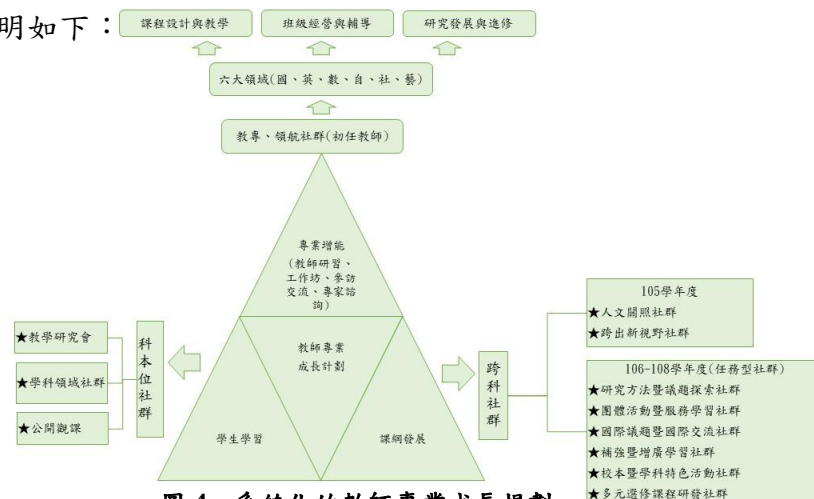 明如下：
課程設計與教學
班級經營與輔導
研究發展與進修
六大領域(國、英、數、自、社、藝)
教專、領航社群(初任教師)
專業增能
(教師研習、
工作坊、參訪
交流、專家諮
詢)
教師專業
成長計劃
學生學習
課綱發展
科本位社群
★教學研究會
★學科領域社群
★公開觀課
跨科社群
105學年度
★人文關照社群
★跨出新視野社群
106-108學年度(任務型社群)
★研究方法暨議題探索社群
★團體活動暨服務學習社群
★國際議題暨國際交流社群
★補強暨增廣學習社群
★校本暨學科特色活動社群
★多元選修課程研發社群
圖 4 系統化的教師專業成長規劃